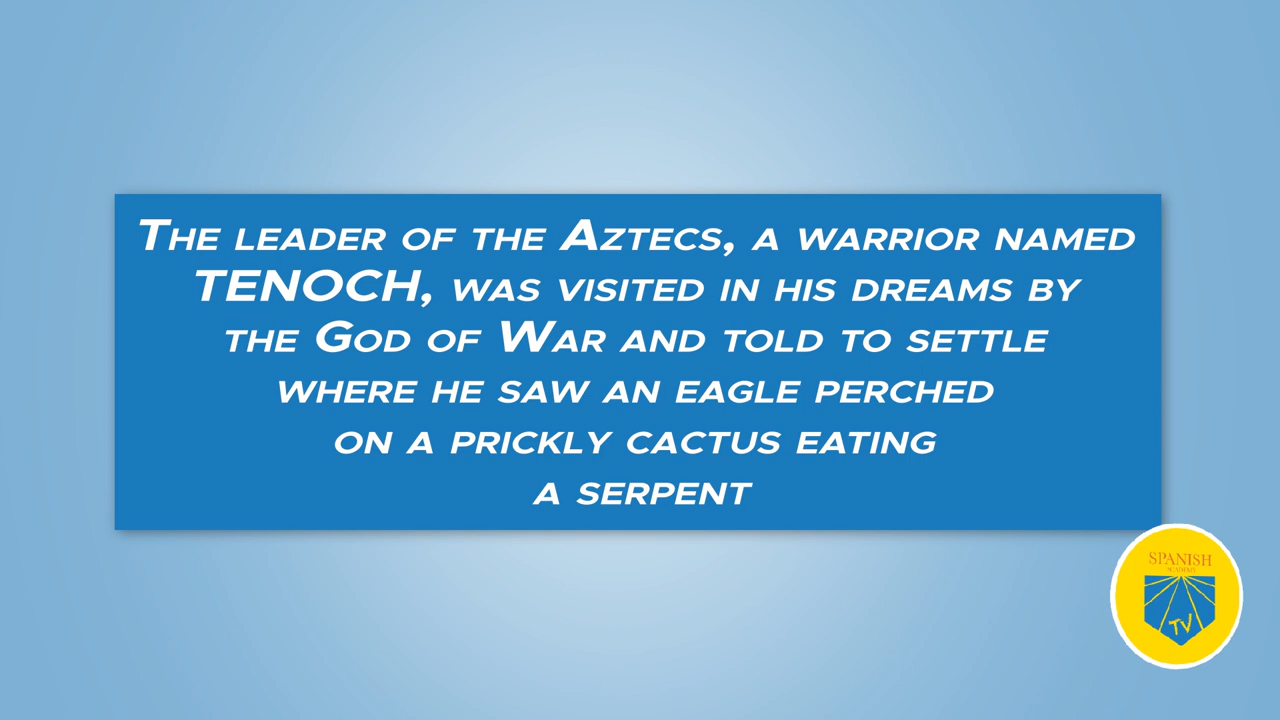 The leader of the Aztecs, a warrior named
TENOCH, was visited in his dreams by
the God of War and told to settle
where he saw an eagle perched
on a prickly cactus eating
a serpent
SPANISH
ACADEMY
TV